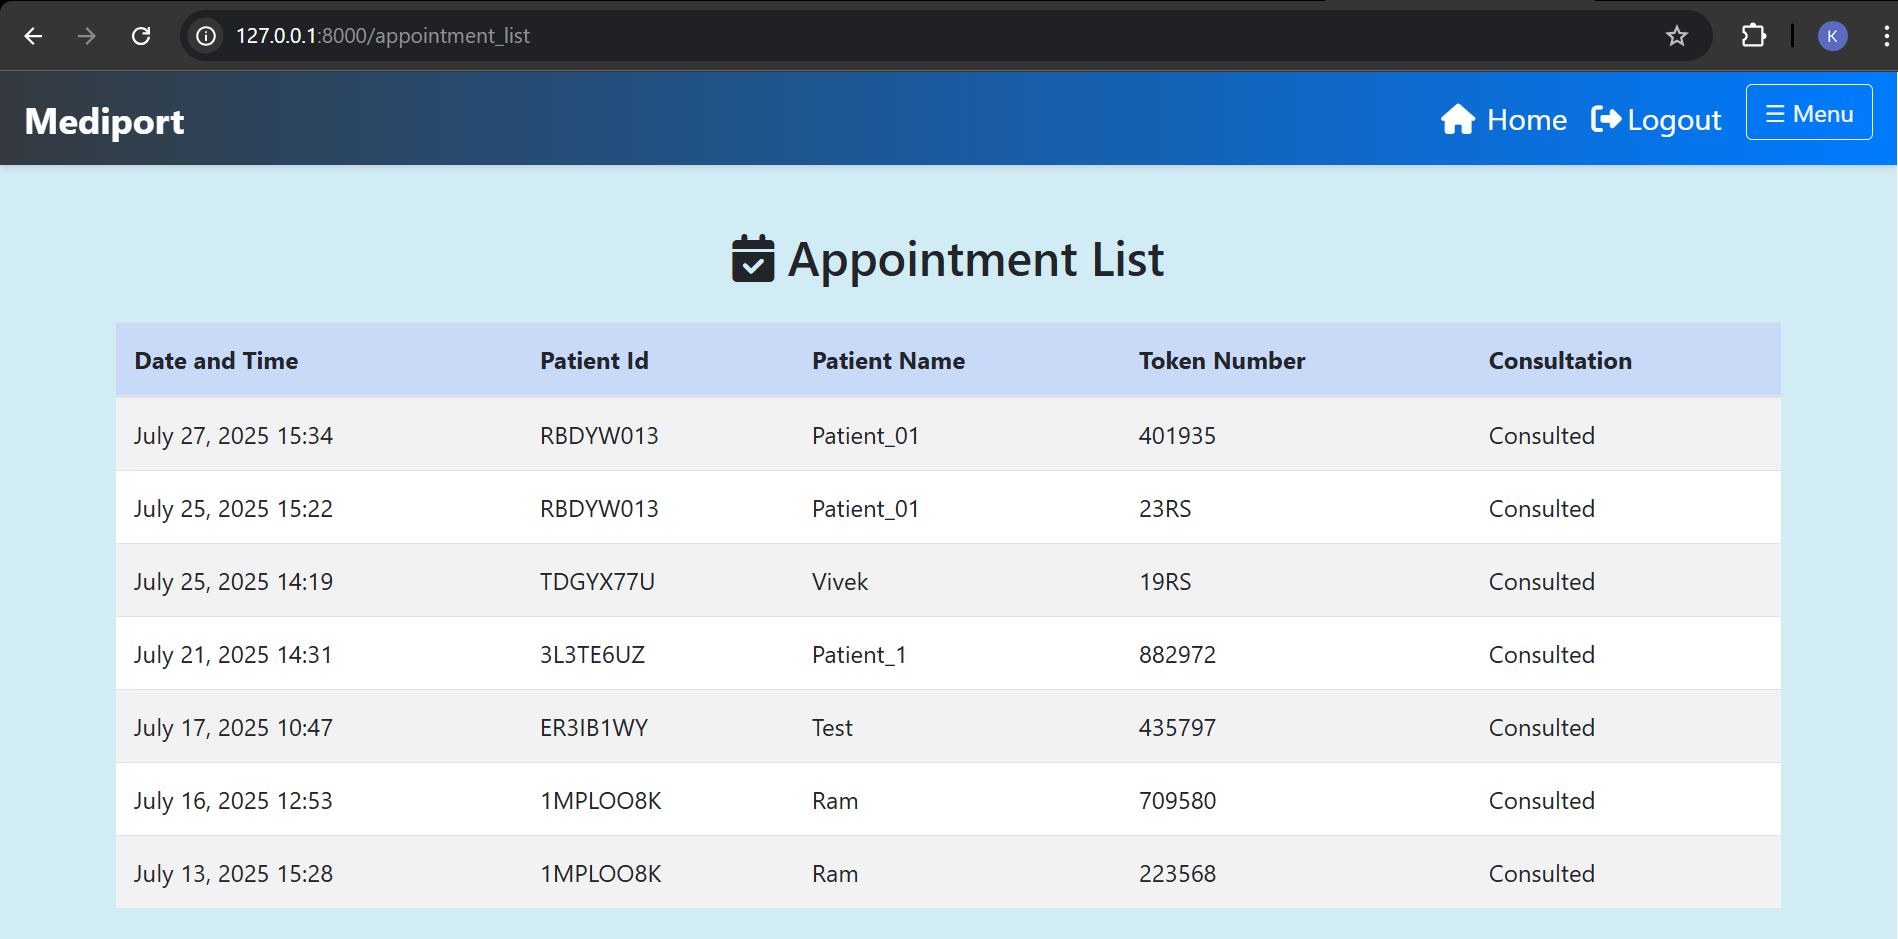 127.0.0.1:8000/appointment_list
K
Mediport
Home Logout Menu
Appointment List
Date and Time Patient Id Patient Name Token Number Consultation
July 27, 2025 15:34 RBDYW013 Patient_01 401935 Consulted
July 25, 2025 15:22 RBDYW013 Patient_01 23RS Consulted
July 25, 2025 14:19 TDGYX77U Vivek 19RS Consulted
July 21, 2025 14:31 3L3TE6UZ Patient_1 882972 Consulted
July 17, 2025 10:47 ER3IB1WY Test 435797 Consulted
July 16, 2025 12:53 1MPLOO8K Ram 709580 Consulted
July 13, 2025 15:28 1MPLOO8K Ram 223568 Consulted